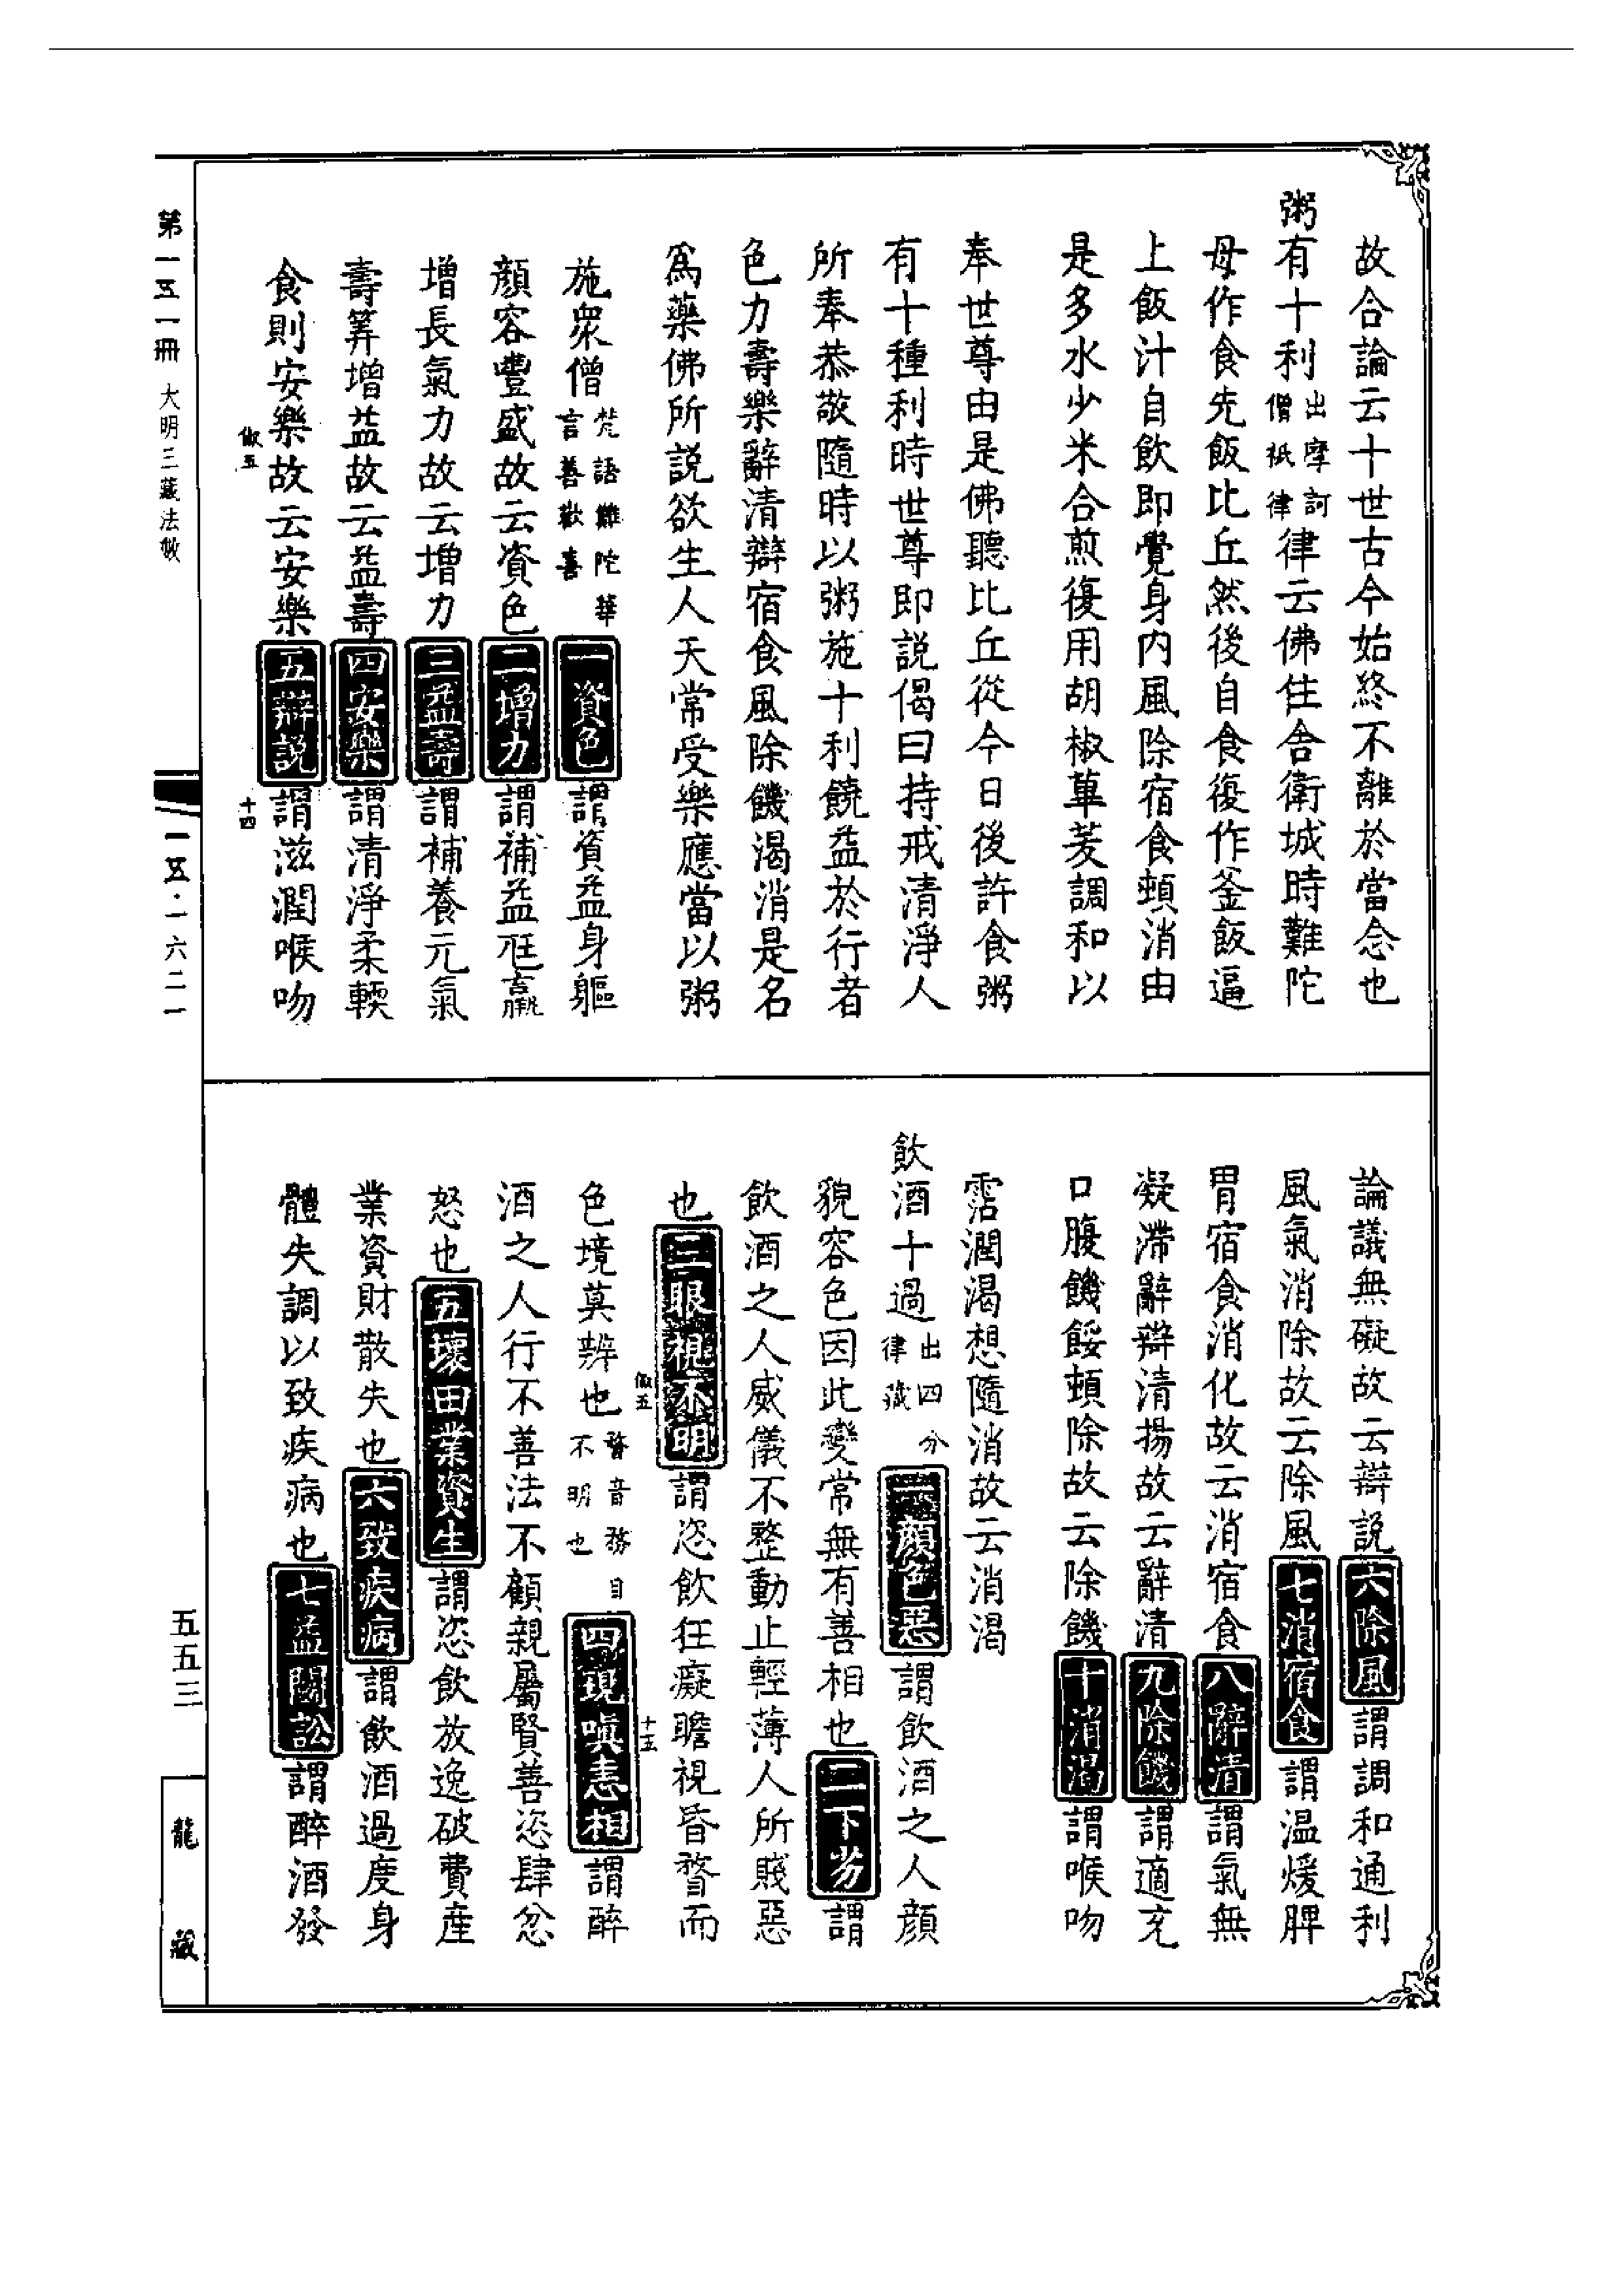 故合論云十世古今始終不離於當念也
粥有十利出摩訶僧祇律律云佛住舍衛城時難陀
母作食先飯比丘然後自食復作釜飯逼
上飯汁自飲即覺身内風除宿食頓消由
是多水少米合煎復用胡椒蓽茇調和以
奉世尊由是佛聽比丘從今日後許食粥
有十種利時世尊即説偈曰持戒清淨人
所奉恭敬隨時以粥施十利饒益於行者
色力壽樂辭清辯宿食風除饑渴消是名
爲藥佛所説欲生人天常受樂應當以粥
施衆僧梵語難陀華言善歡喜一資色謂資益身軀
顏容豐盛故云資色二增力謂補益尫羸
增長氣力故云增力三益壽謂補養元氣
壽筭增益故云益壽四安樂謂清淨柔輭
食則安樂故云安樂五辯説謂滋潤喉吻
倣五
十四
論議無礙故云辯説六除風謂調和通利
風氣消除故云除風七消宿食謂温煖脾
胃宿食消化故云消宿食八辭清謂氣無
凝滯辭辯清揚故云辭清九除饑謂適充
口腹饑餒頓除故云除饑十消渴謂喉吻
霑潤渴想隨消故云消渴
飲酒十過出四分律藏一顏色惡謂飲酒之人顏
貌容色因此變常無有善相也二下劣謂
飲酒之人威儀不整動止輕薄人所賤惡
也三眼視不明謂恣飲狂癡瞻視昏瞀而
倣五
十五
色境莫辨也瞀音務目不明也四現嗔恚相謂醉
酒之人行不善法不顧親屬賢善恣肆忿
怒也五壞田業資生謂恣飲放逸破費產
業資財散失也六致疾病謂飲酒過度身
體失調以致疾病也七益鬬訟謂醉酒發
第一五一冊 大明三藏法數
一五·一六二一
五五三
龍藏